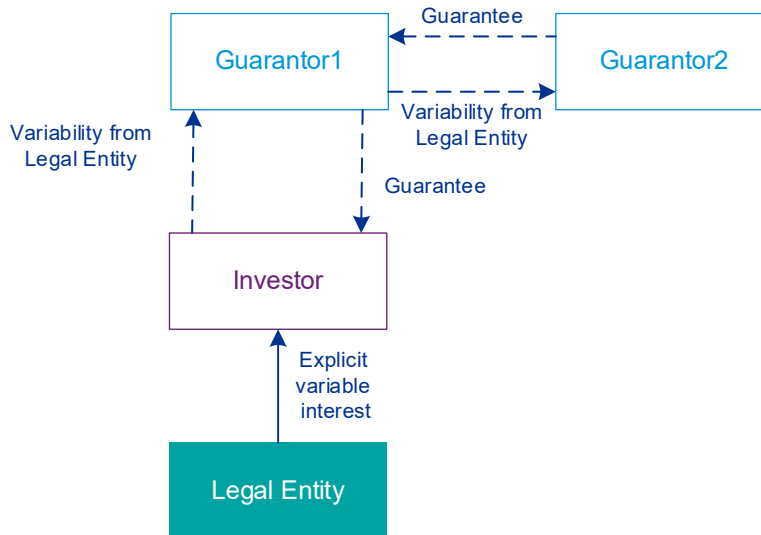 Guarantee
Guarantor1
Guarantor2
Variability from
Legal Entity
Variability from
Legal Entity
Guarantee
Investor
Explicit
variable
interest
Legal Entity